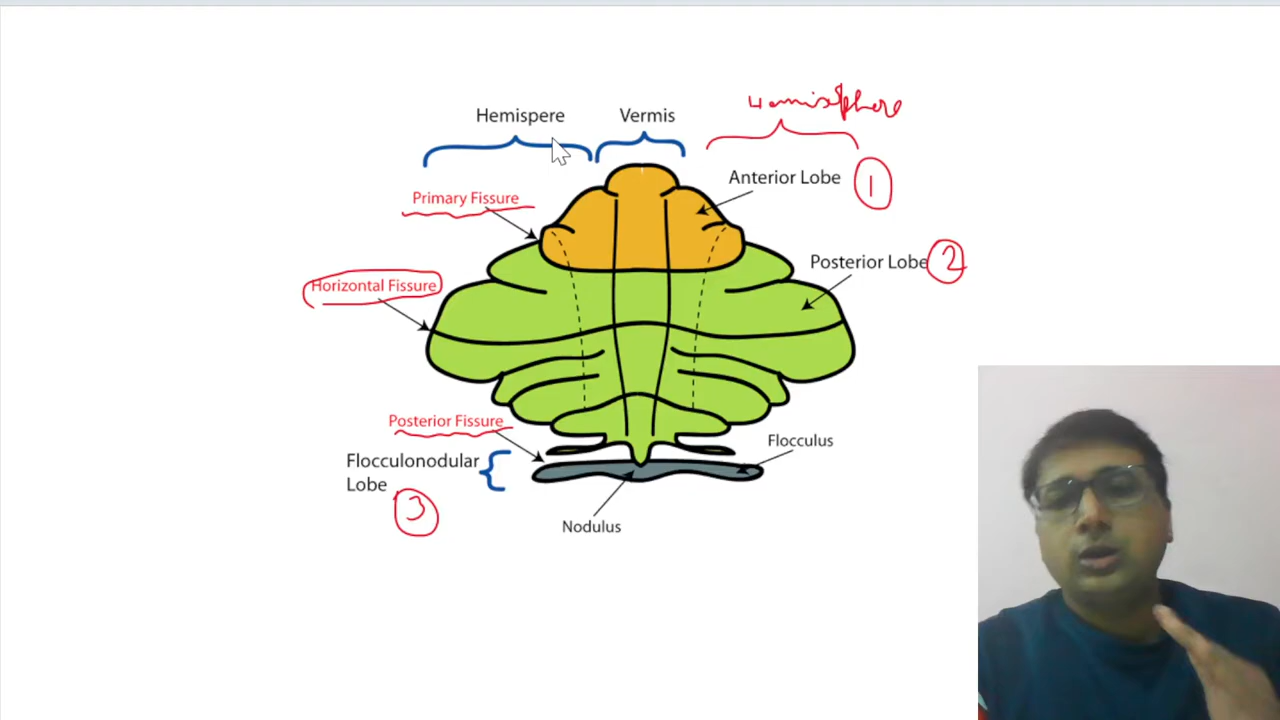 Hemispere
Vermis
Hemisphere
Anterior Lobe 1
Primary Fissure
Posterior Lobe 2
Horizontal Fissure
Posterior Fissure
Flocculus
Flocculonodular
Lobe
3
Nodulus